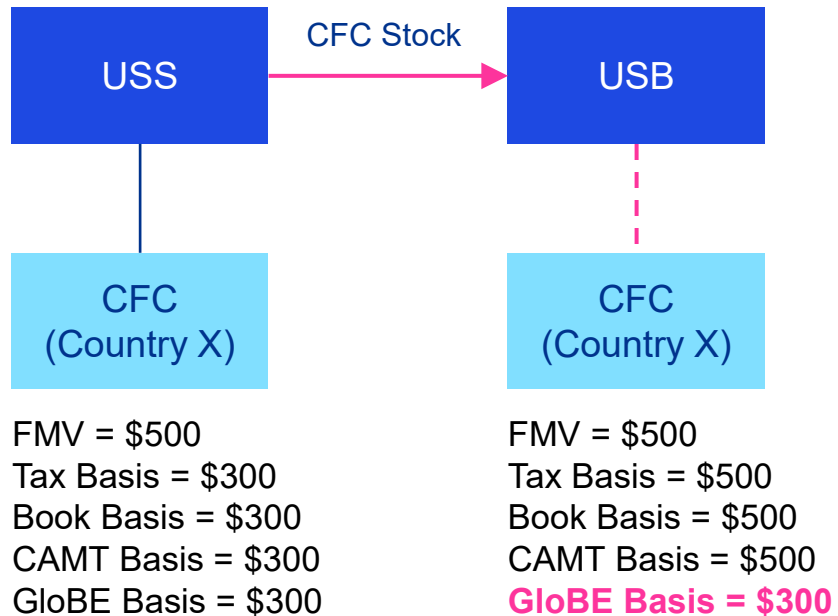 CFC Stock
USS
USB
CFC
(Country X)
CFC
(Country X)
FMV = $500
Tax Basis = $300
Book Basis = $300
CAMT Basis = $300
GloBE Basis = $300
FMV = $500
Tax Basis = $500
Book Basis = $500
CAMT Basis = $500
GloBE Basis = $300